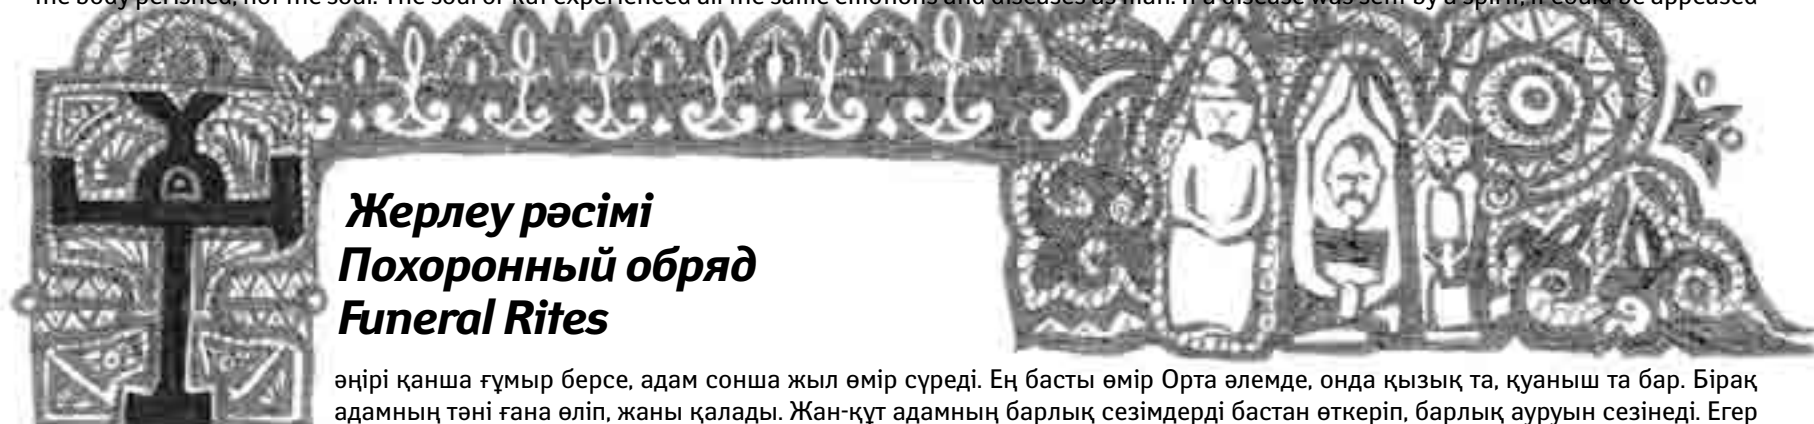 the body perished, not the soul. The soul or kut experienced all the same emotions and diseases as man. If a disease was sent by a spirit, it could be appeased
Жерлеу рәсімі
Похоронный обряд
Funeral Rites
әңірі қанша ғұмыр берсе, адам сонша жыл өмір сүреді. Ең басты өмір Орта әлемде, онда қызық та, қуаныш та бар. Бірақ
адамның тәні ғана өліп, жаны қалады. Жан-құт адамның барлық сезімдерді бастан өткеріп, барлық ауруын сезінеді. Егер